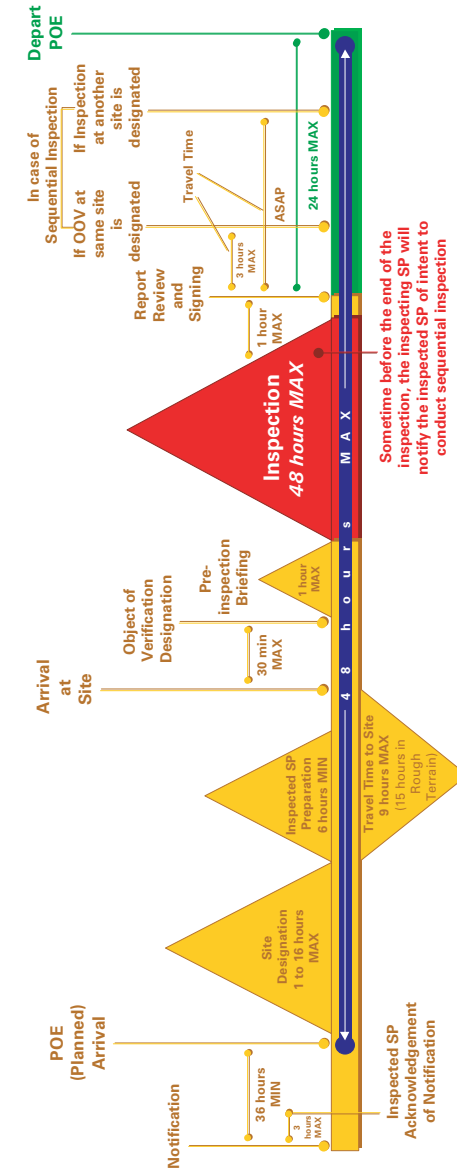 Notification
36 hours
MIN
3
hours
MAX
Inspected SP
Acknowledgement
of Notification
POE
(Planned)
Arrival
Site
Designation
1 to 16 hours
MAX
Inspected SP
Preparation
6 hours MIN
Travel Time to Site
9 hours MAX
(15 hours in
Rough
Terrain)
Arrival
at
Site
30 min
MAX
Object of
Verification
Designation
Pre-
inspection
Briefing
1 hour
MAX
Inspection
48 hours MAX
48 hours MAX
Sometime before the end of the
inspection, the inspecting SP will
notify the inspected SP of intent to
conduct sequential inspection
1 hour
MAX
Report
Review
and
Signing
In case of
Sequential Inspection
If OOV at
same site
is
designated
If Inspection
at another
site is
designated
Travel Time
3 hours
MAX
ASAP
24 hours MAX
Depart
POE